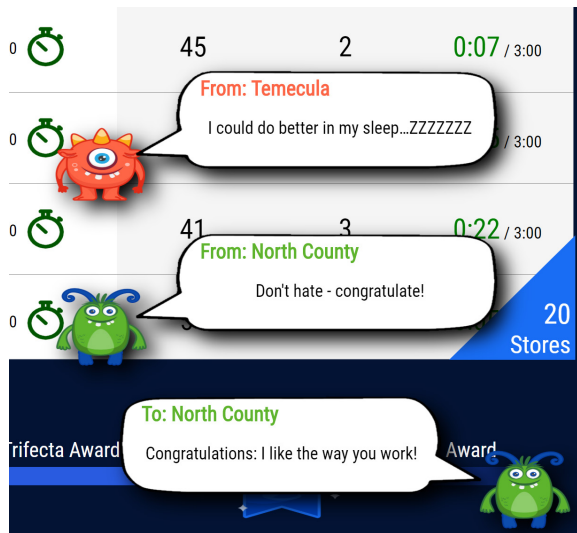 0 45 2 0:07 / 3:00
From: Temecula
I could do better in my sleep...ZZZZZZZ
0 / 3:00
0 41 3 0:22 / 3:00
From: North County
Don't hate - congratulate!
0
20
Stores
To: North County
Congratulations: I like the way you work!
Trifecta Award Award